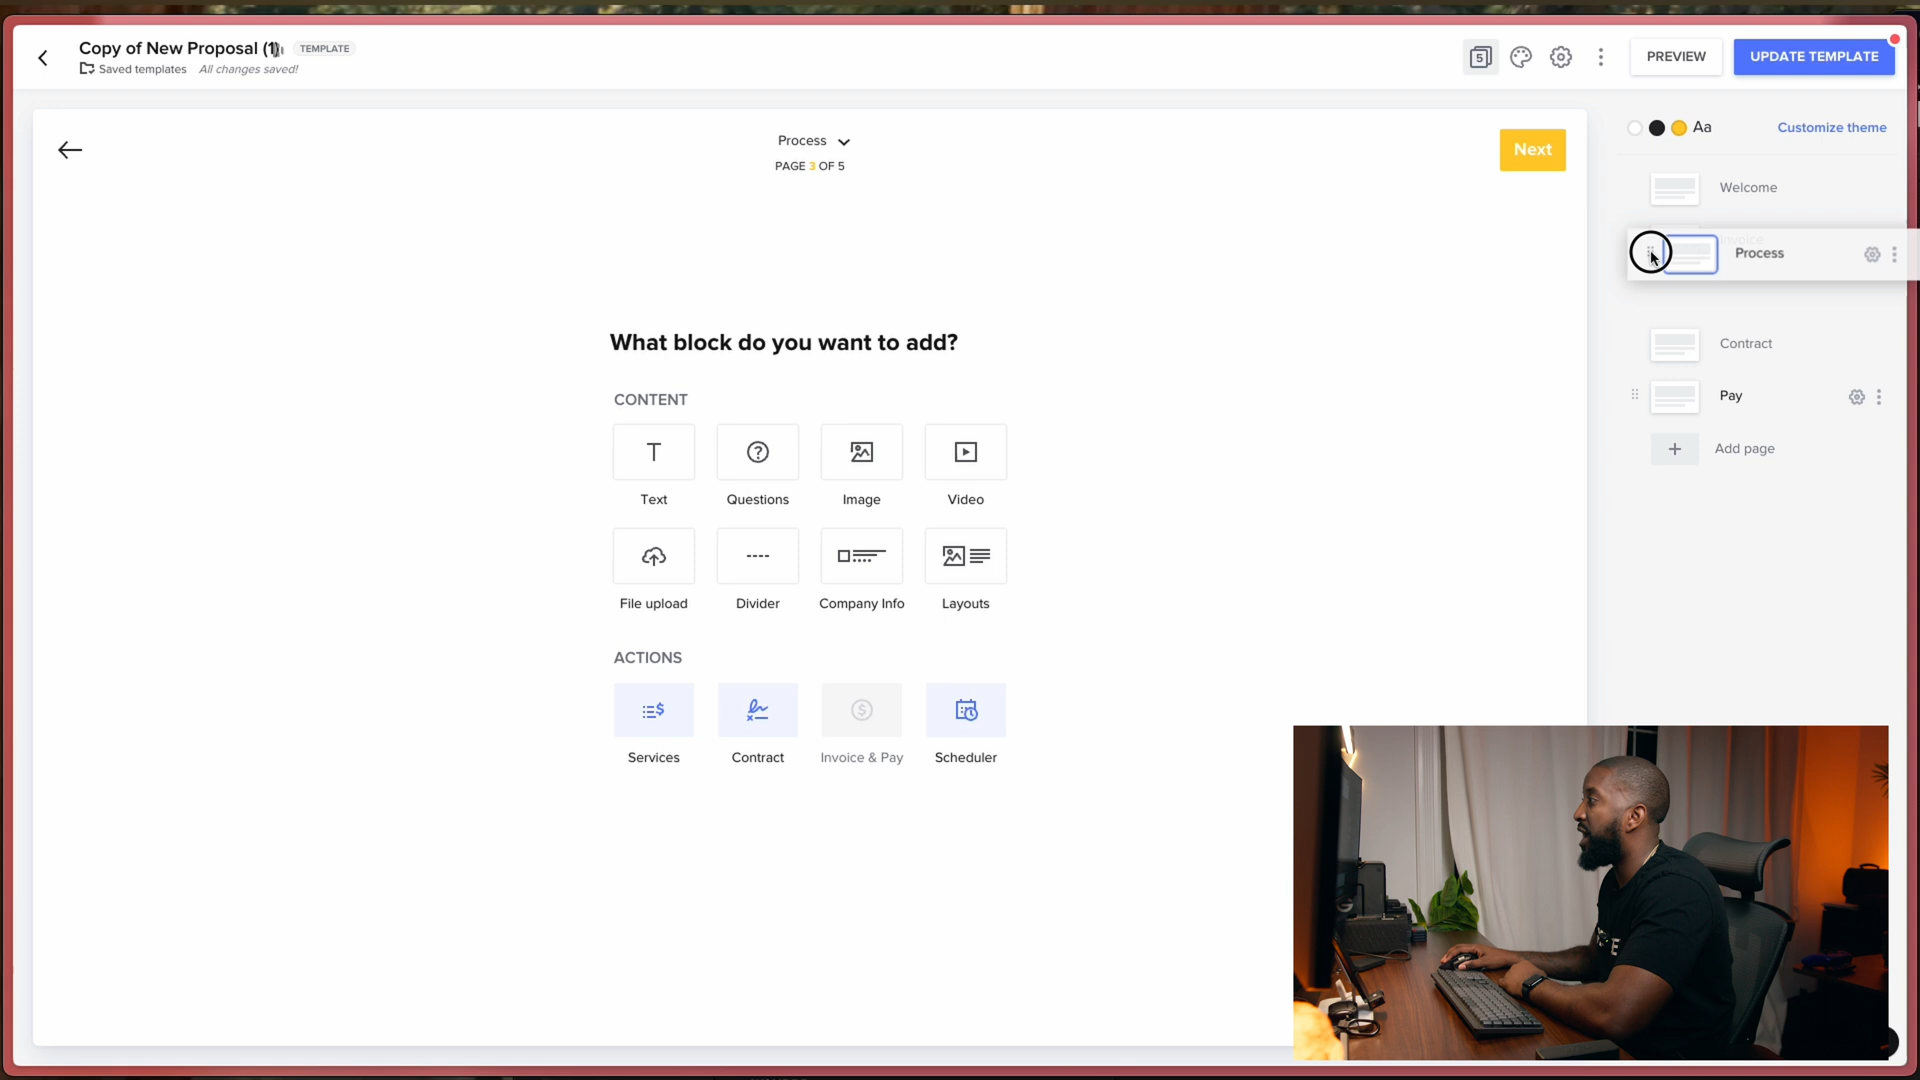 Copy of New Proposal (1)
TEMPLATE
Saved templates
All changes saved!
5
PREVIEW
UPDATE TEMPLATE
Process
PAGE 3 OF 5
Next
Aa
Customize theme
Welcome
Invoice
Process
Contract
Pay
Add page
What block do you want to add?
CONTENT
Text
Questions
Image
Video
File upload
Divider
Company Info
Layouts
ACTIONS
Services
Contract
Invoice & Pay
Scheduler